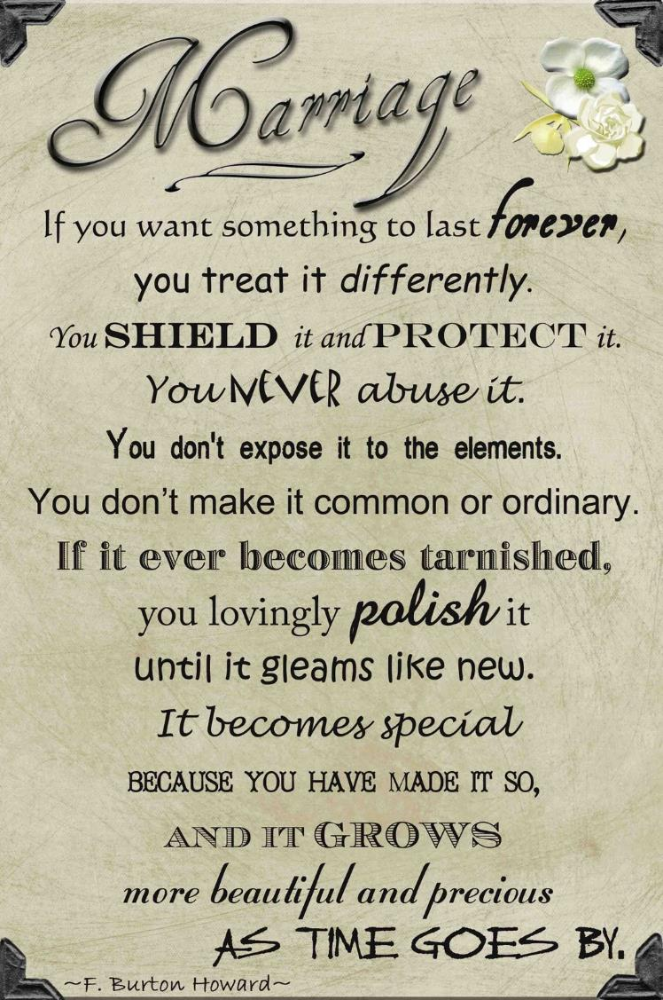 Marriage
If you want something to last forever,
you treat it differently.
You SHIELD it and PROTECT it.
You NEVER abuse it.
You don't expose it to the elements.
You don’t make it common or ordinary.
If it ever becomes tarnished,
you lovingly polish it
until it gleams like new.
It becomes special
BECAUSE YOU HAVE MADE IT SO,
AND IT GROWS
more beautiful and precious
AS TIME GOES BY.
~F. Burton Howard~